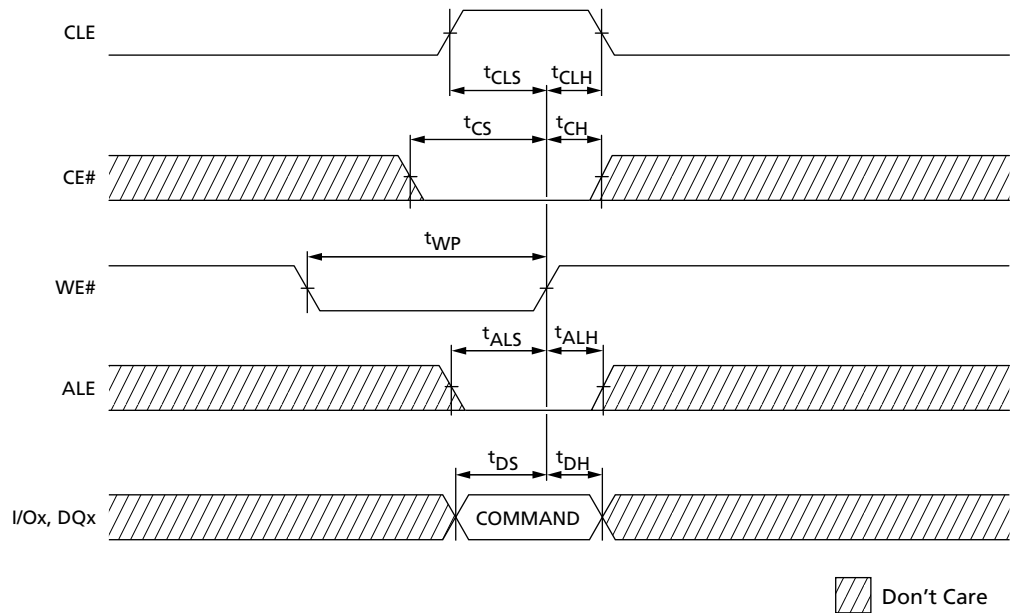 CLE
tCLS tCLH
tCS tCH
CE#
tWP
WE#
tALS tALH
ALE
tDS tDH
I/Ox, DQx COMMAND
Don't Care